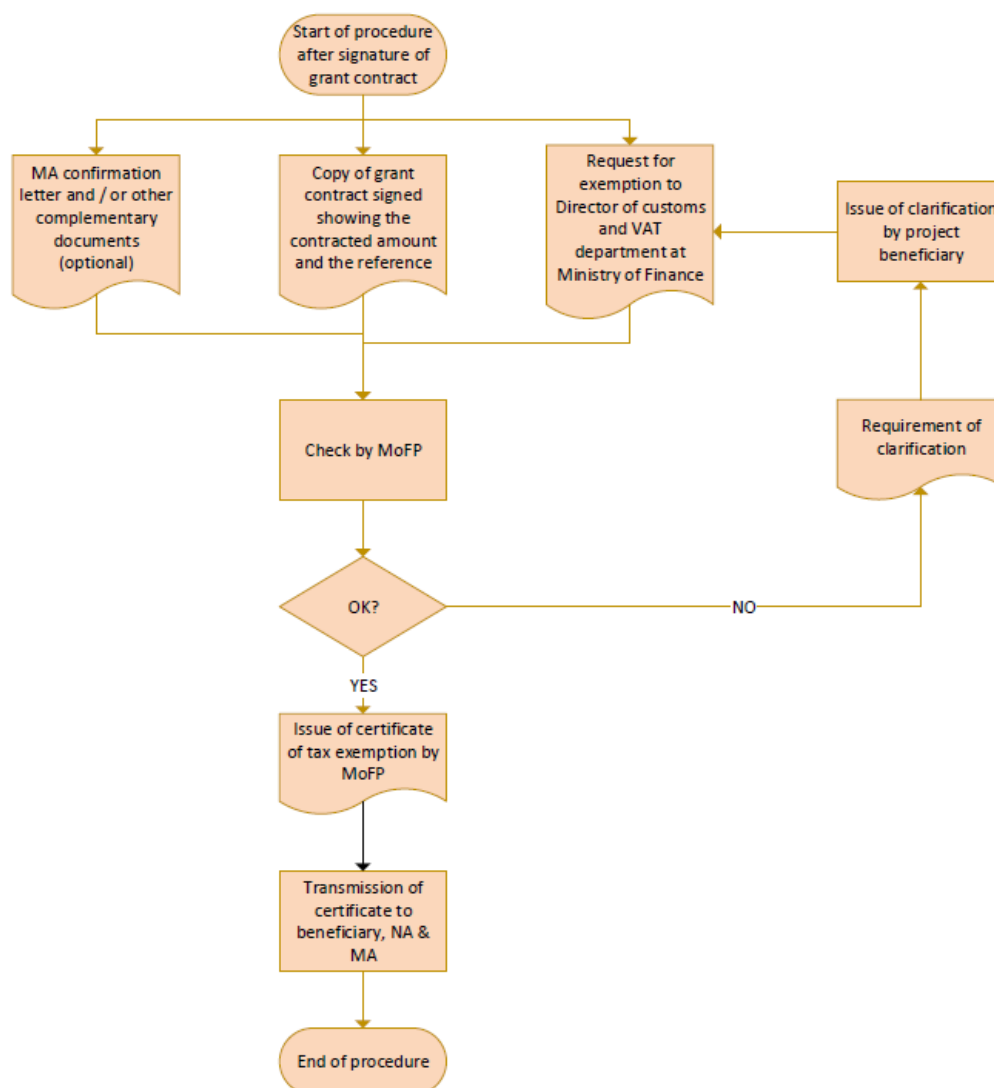 Start of procedure
after signature of
grant contract
MA confirmation
letter and / or other
complementary
documents
(optional)
Copy of grant
contract signed
showing the
contracted amount
and the reference
Request for
exemption to
Director of customs
and VAT
department at
Ministry of Finance
Issue of clarification
by project
beneficiary
Check by MoFP
Requirement of
clarification
OK?
NO
YES
Issue of certificate
of tax exemption by
MoFP
Transmission of
certificate to
beneficiary, NA &
MA
End of procedure